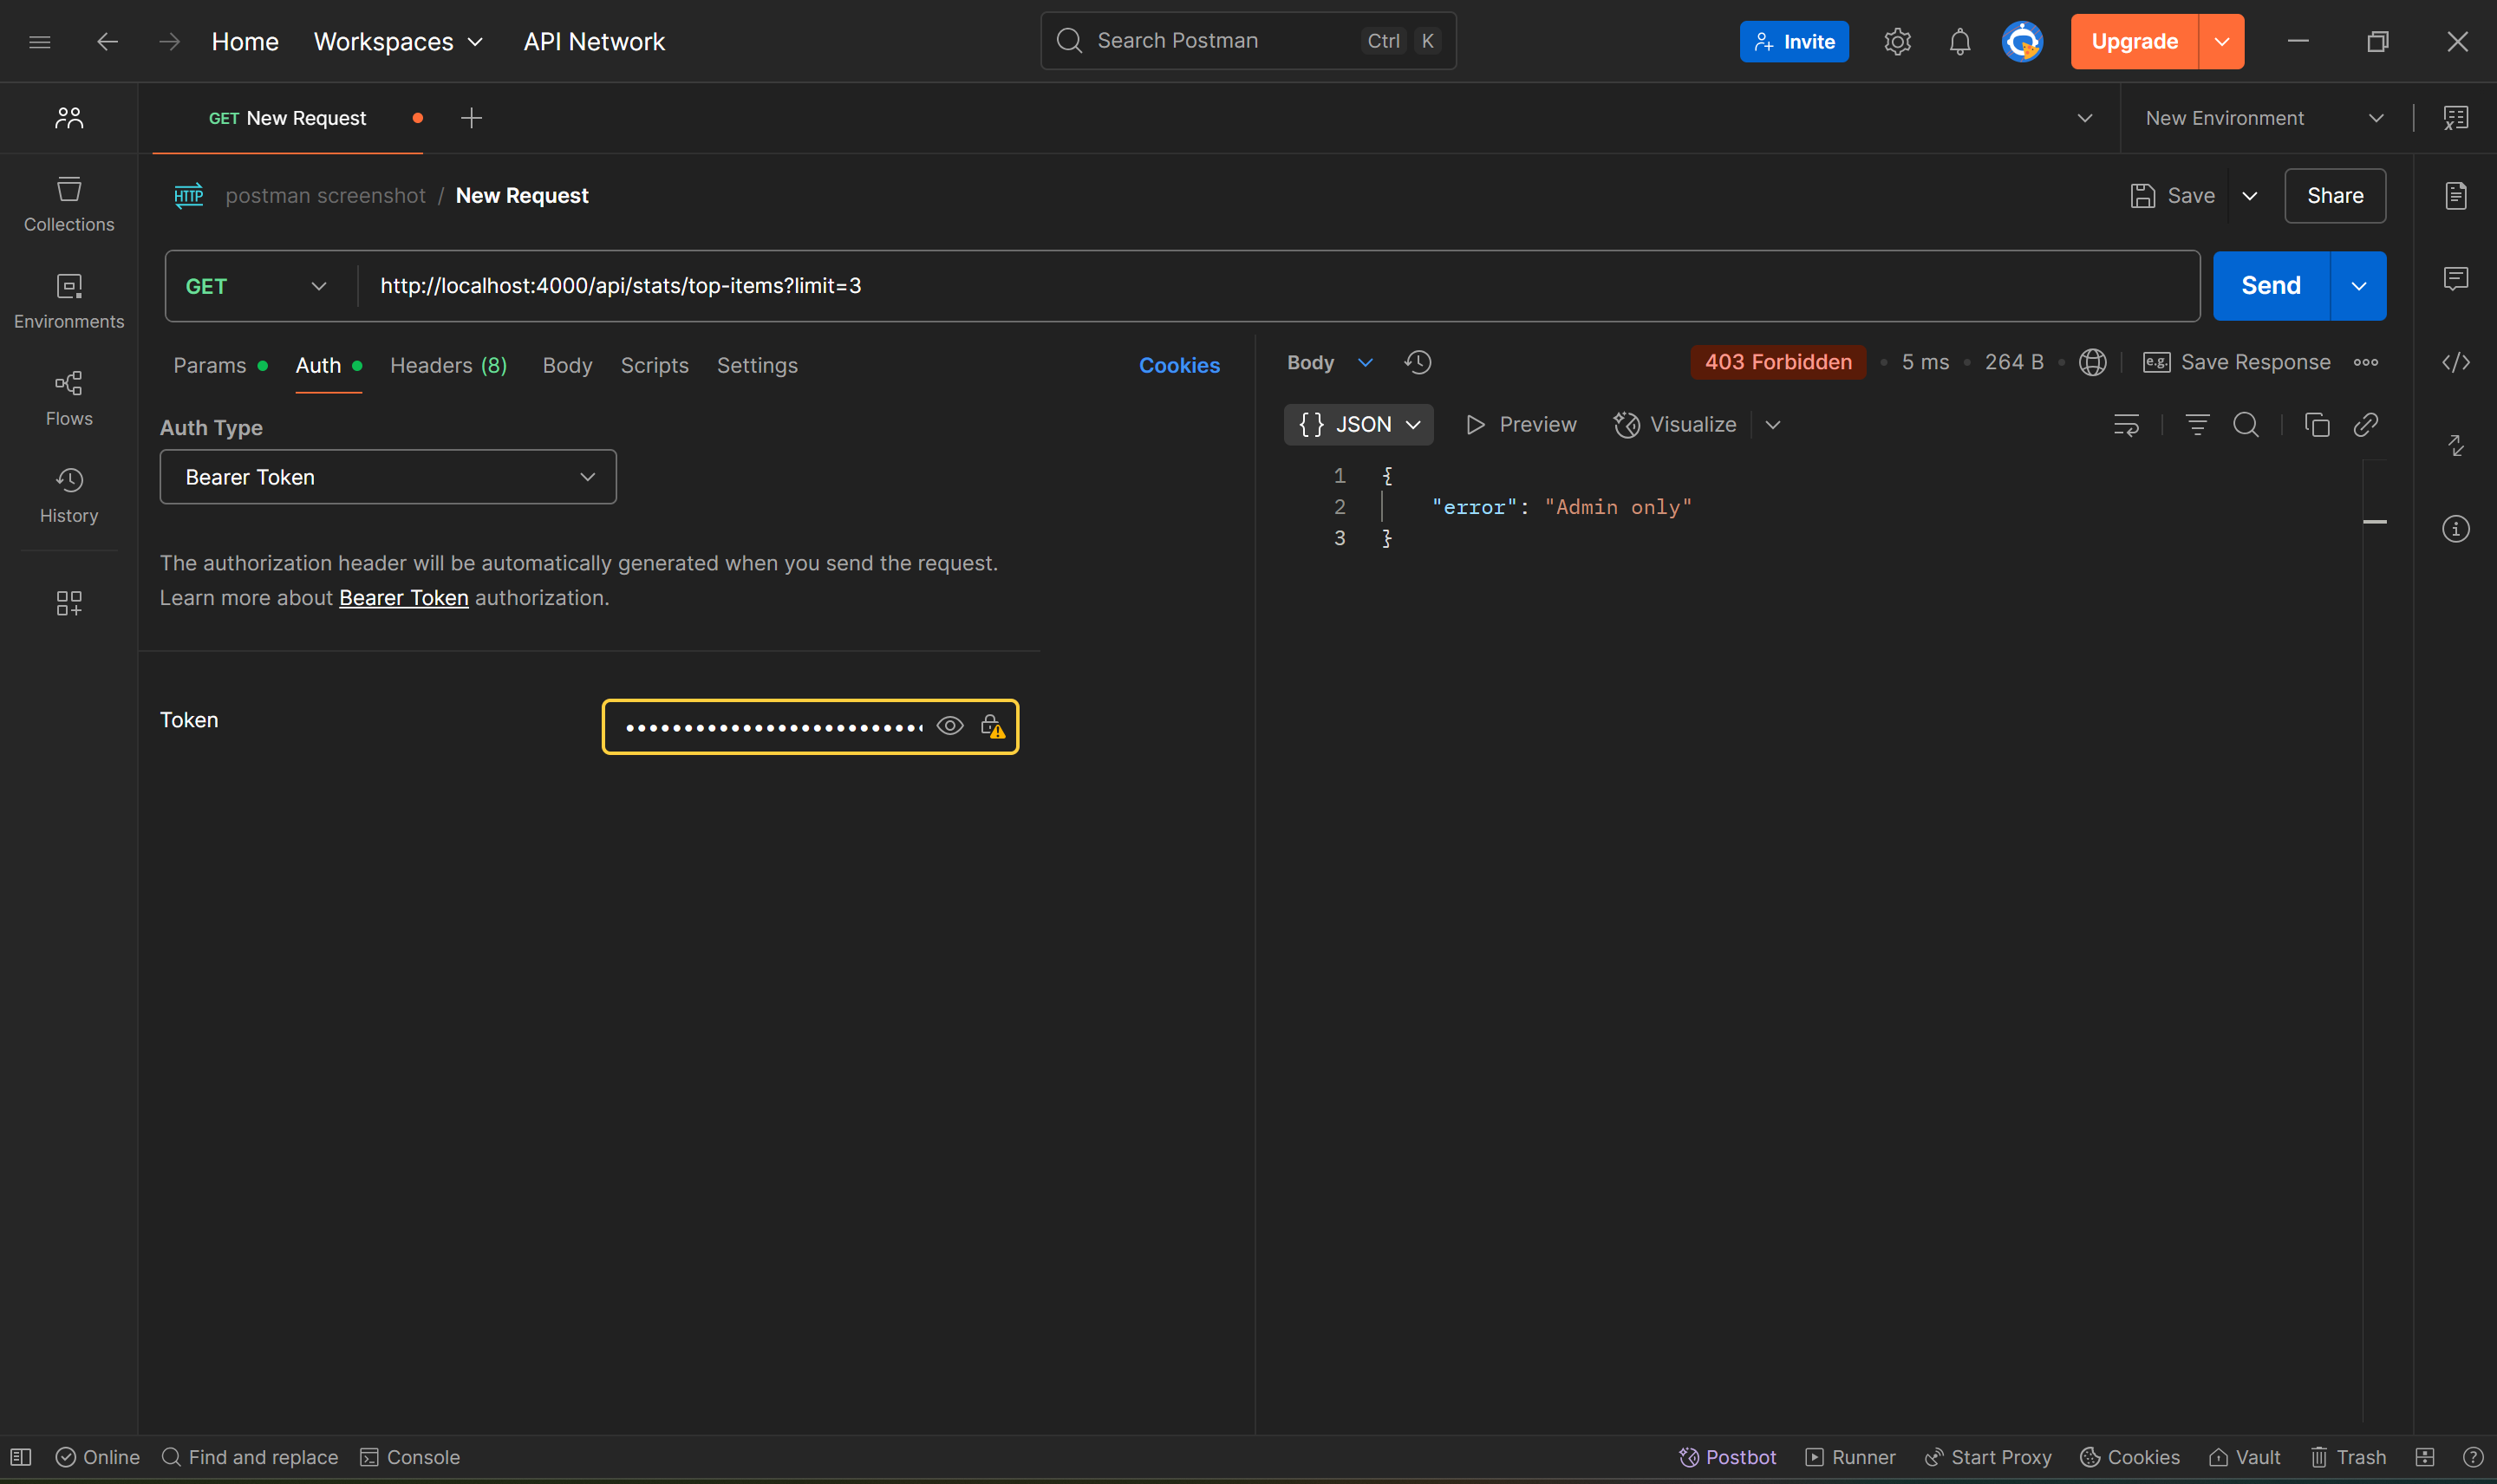 Home Workspaces API Network Search Postman Ctrl K Invite Upgrade
GET New Request New Environment
HTTP postman screenshot / New Request Save Share
GET http://localhost:4000/api/stats/top-items?limit=3 Send
Params Auth Headers (8) Body Scripts Settings Cookies
Body 403 Forbidden 5 ms 264 B e.g. Save Response
{ } JSON Preview Visualize
Collections
Environments
Flows
History
Auth Type
Bearer Token
The authorization header will be automatically generated when you send the request.
Learn more about Bearer Token authorization.
Token
1 {
2 "error": "Admin only"
3 }
Online Find and replace Console Postbot Runner Start Proxy Cookies Vault Trash